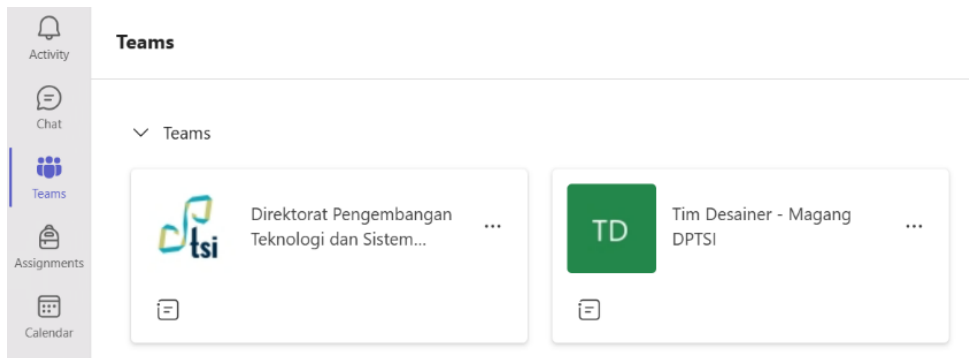 Activity
Chat
Teams
Assignments
Calendar
Teams
Teams
tsi
Direktorat Pengembangan
Teknologi dan Sistem...
TD
Tim Desainer - Magang
DPTSI